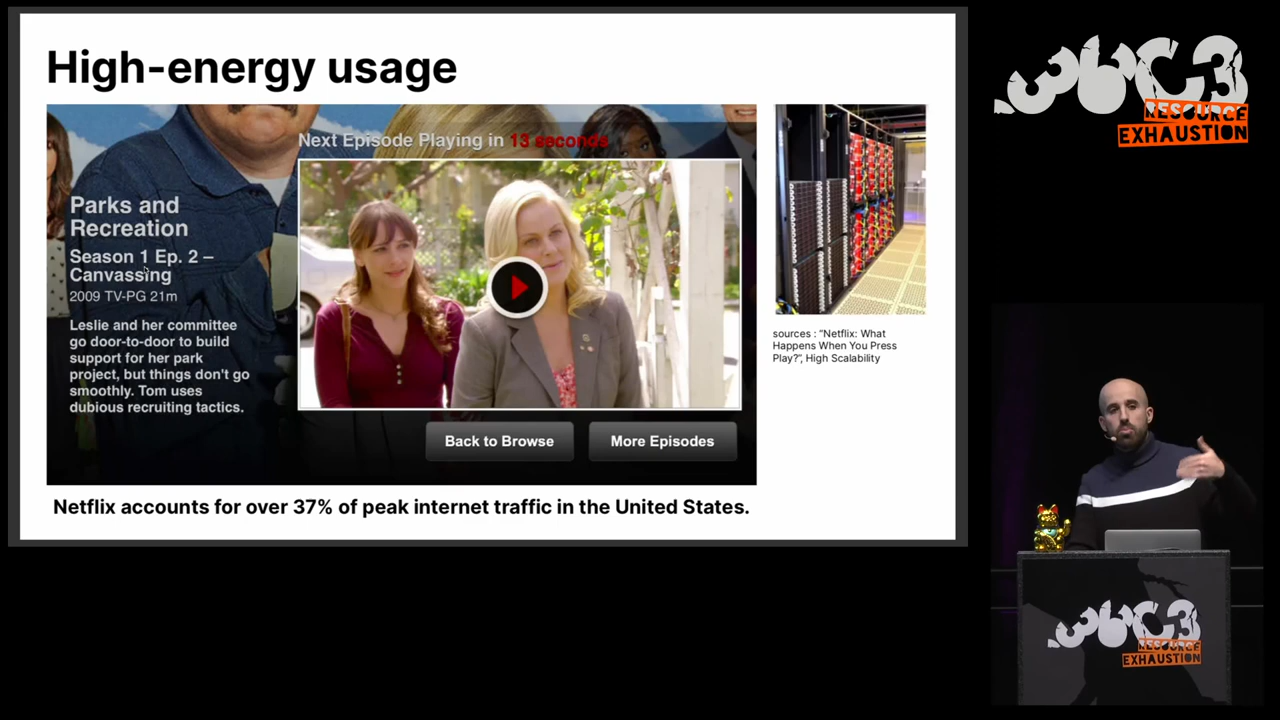 High-energy usage
Next Episode Playing in 13 seconds
Parks and
Recreation
Season 1 Ep. 2 –
Canvassing
2009 TV-PG 21m
Leslie and her committee
go door-to-door to build
support for her park
project, but things don't go
smoothly. Tom uses
dubious recruiting tactics.
Back to Browse
More Episodes
sources : "Netflix: What
Happens When You Press
Play?", High Scalability
Netflix accounts for over 37% of peak internet traffic in the United States.
36C3
RESOURCE
EXHAUSTION
36C3
RESOURCE
EXHAUSTION